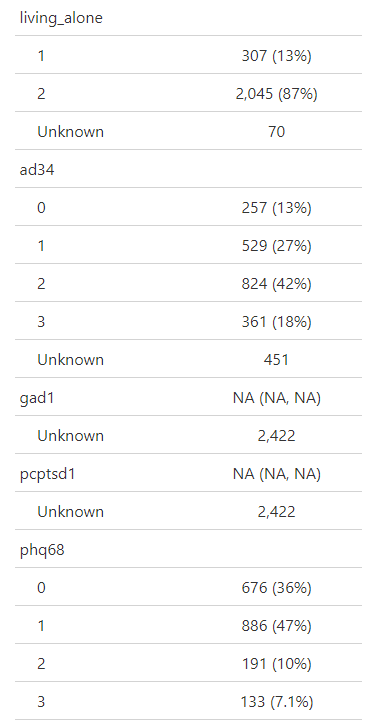 living_alone
1 307 (13%)
2 2,045 (87%)
Unknown 70
ad34
0 257 (13%)
1 529 (27%)
2 824 (42%)
3 361 (18%)
Unknown 451
gad1 NA (NA, NA)
Unknown 2,422
pcptsd1 NA (NA, NA)
Unknown 2,422
phq68
0 676 (36%)
1 886 (47%)
2 191 (10%)
3 133 (7.1%)